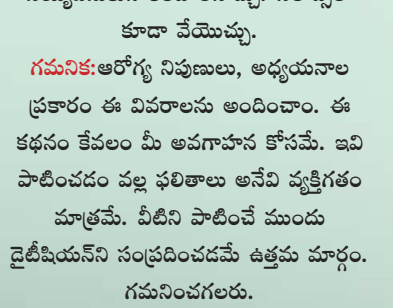 కూడా వేయొచ్చు.
గమనిక:ఆరోగ్య నిపుణులు, అధ్యయనాల
ప్రకారం ఈ వివరాలను అందించాం. ఈ
కథనం కేవలం మీ అవగాహన కోసమే. ఇవి
పాటించడం వల్ల ఫలితాలు అనేవి వ్యక్తిగతం
మాత్రమే. వీటిని పాటించే ముందు
డైటీషియన్‌ని సంప్రదించడమే ఉత్తమ మార్గం.
గమనించగలరు.